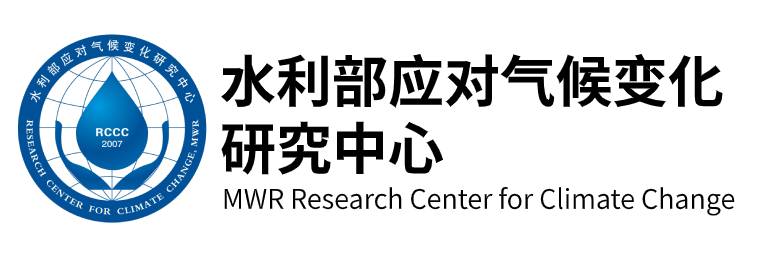 水利部应对气候变化研究中心
RCCC
2007
RESEARCH CENTER FOR CLIMATE CHANGE, MWR
水利部应对气候变化
研究中心
MWR Research Center for Climate Change